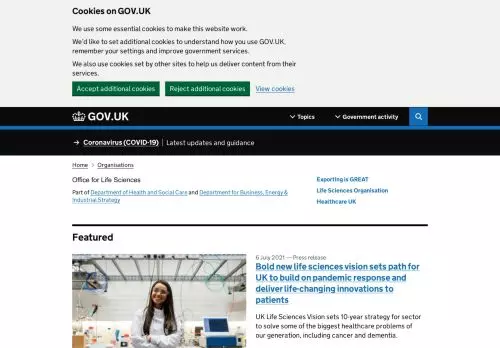 Cookies on GOV.UK
We use some essential cookies to make this website work.
We'd like to set additional cookies to understand how you use GOV.UK,
remember your settings and improve government services.
We also use cookies set by other sites to help us deliver content from their
services.
Accept additional cookies Reject additional cookies View cookies
GOV.UK Topics Government activity
→ Coronavirus (COVID-19) | Latest updates and guidance
Home > Organisations
Office for Life Sciences
Part of Department of Health and Social Care and Department for Business, Energy &
Industrial Strategy
Exporting is GREAT
Life Sciences Organisation
Healthcare UK
Featured
6 July 2021 — Press release
Bold new life sciences vision sets path for
UK to build on pandemic response and
deliver life-changing innovations to
patients
UK Life Sciences Vision sets 10-year strategy for
sector to solve some of the biggest healthcare problems of
our generation, including cancer and dementia.